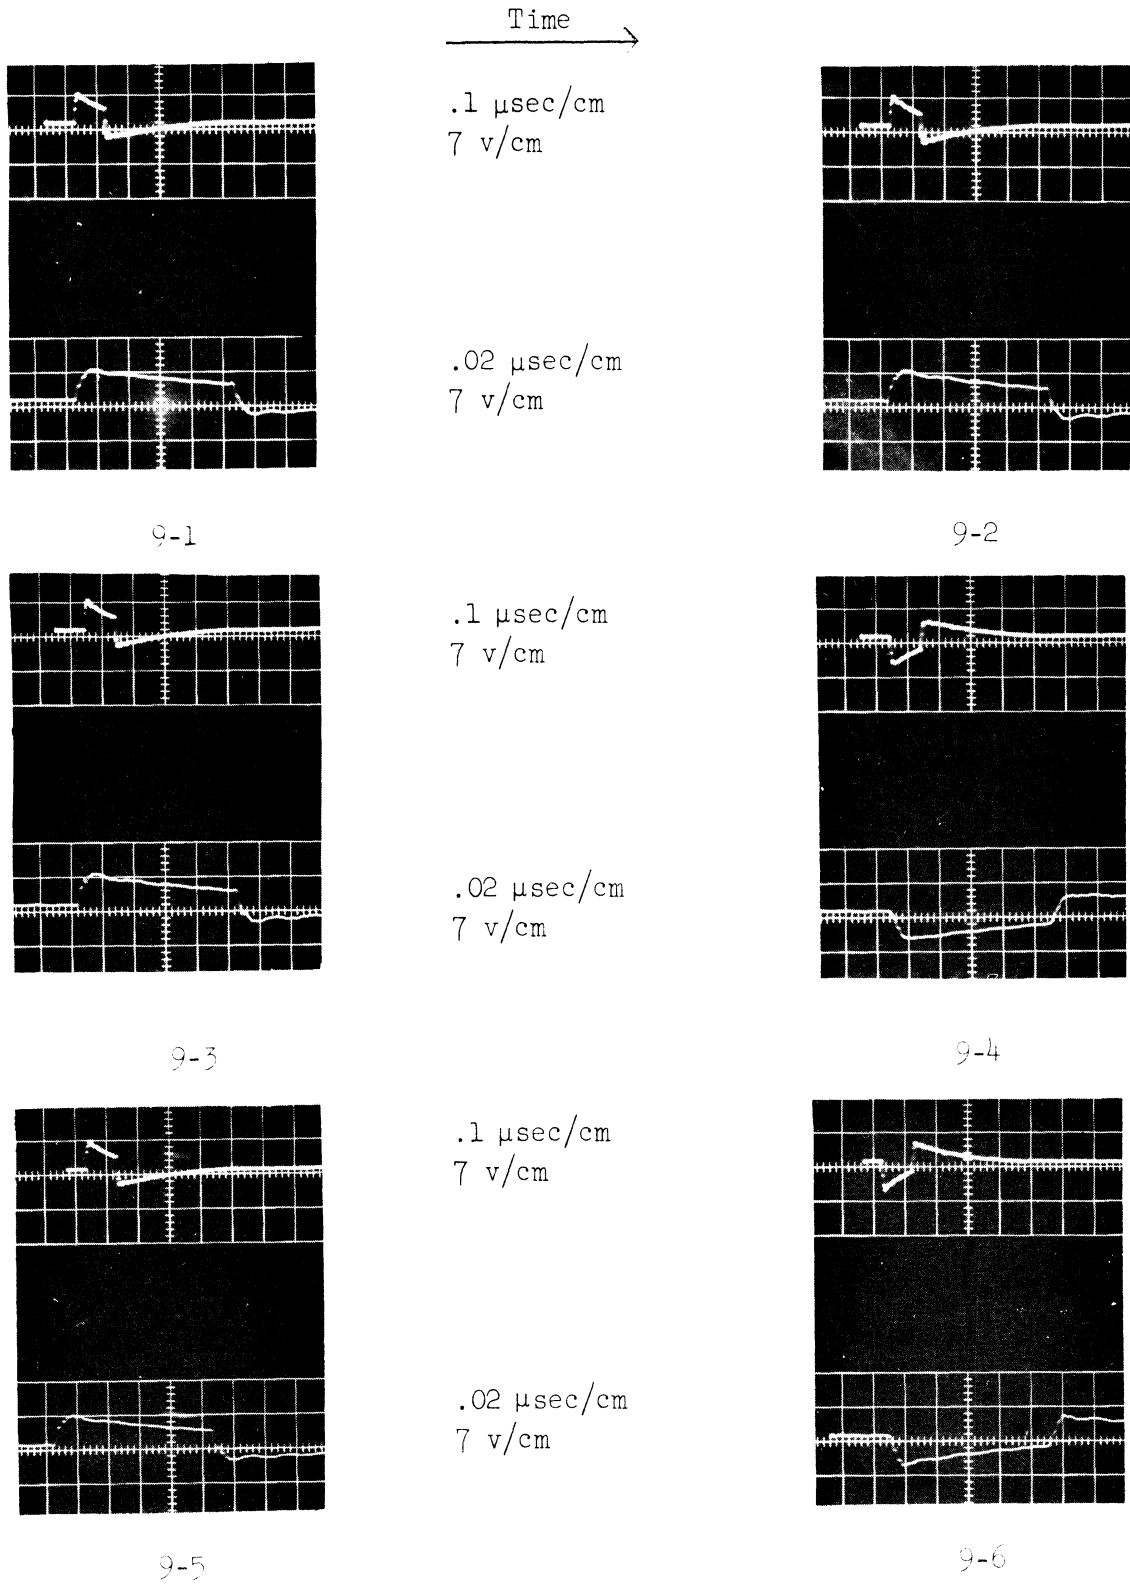 Time
.1 μsec/cm
7 v/cm
.02 μsec/cm
7 v/cm
9-1
9-2
.1 μsec/cm
7 v/cm
.02 μsec/cm
7 v/cm
9-3
9-4
.1 μsec/cm
7 v/cm
.02 μsec/cm
7 v/cm
9-5
9-6